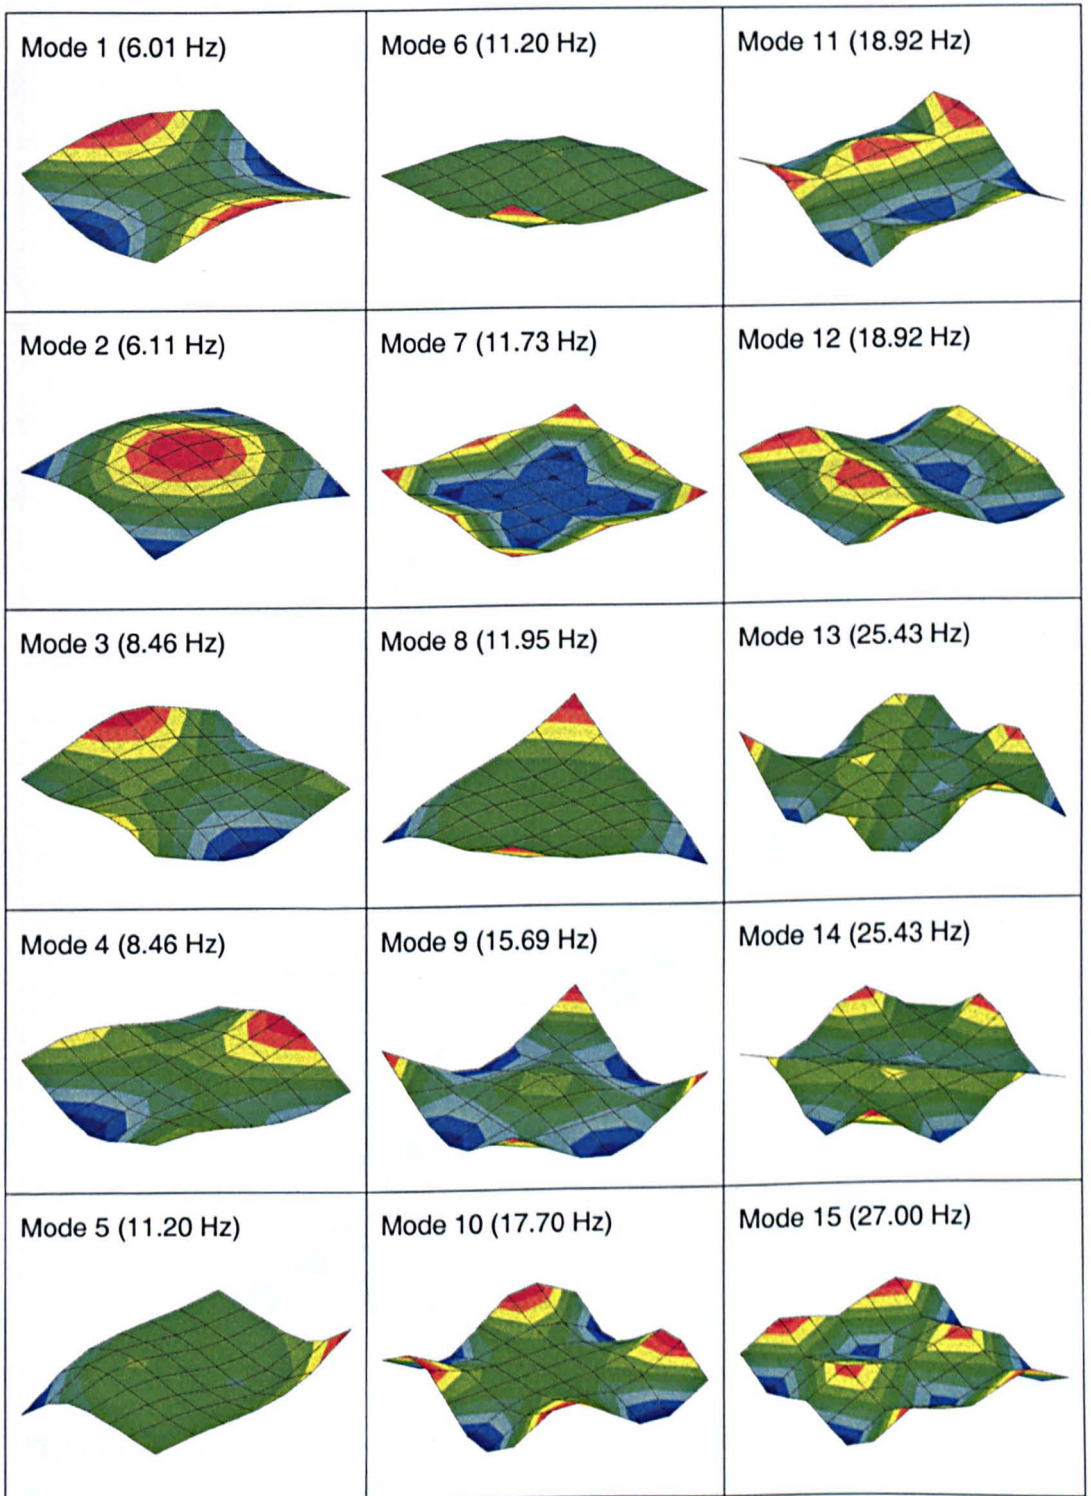 Mode 1 (6.01 Hz)
Mode 6 (11.20 Hz)
Mode 11 (18.92 Hz)
Mode 2 (6.11 Hz)
Mode 7 (11.73 Hz)
Mode 12 (18.92 Hz)
Mode 3 (8.46 Hz)
Mode 8 (11.95 Hz)
Mode 13 (25.43 Hz)
Mode 4 (8.46 Hz)
Mode 9 (15.69 Hz)
Mode 14 (25.43 Hz)
Mode 5 (11.20 Hz)
Mode 10 (17.70 Hz)
Mode 15 (27.00 Hz)